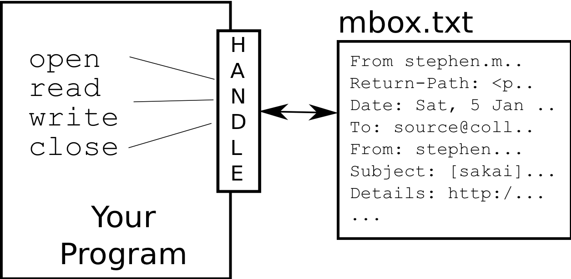 open
read
write
close
Your
Program
H
A
N
D
L
E
mbox.txt
From stephen.m..
Return-Path: <p..
Date: Sat, 5 Jan ..
To: source@coll..
From: stephen...
Subject: [sakai]...
Details: http:/...
...